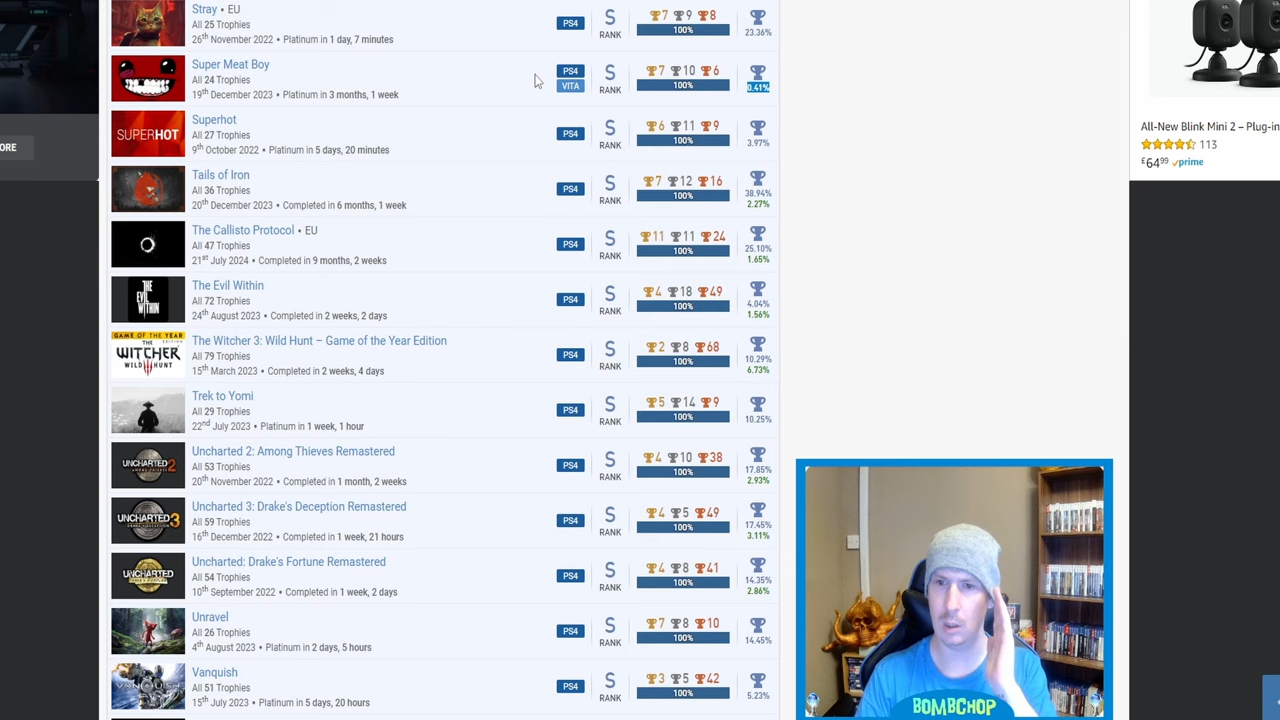 Stray • EU
All 25 Trophies
26th November 2022 • Platinum in 1 day, 7 minutes
PS4
S
RANK
7 9 8
100%
23.36%
Super Meat Boy
All 24 Trophies
19th December 2023 • Platinum in 3 months, 1 week
PS4
VITA
S
RANK
7 10 6
100%
0.41%
SUPERHOT
Superhot
All 27 Trophies
9th October 2022 • Platinum in 5 days, 20 minutes
PS4
S
RANK
6 11 9
100%
3.97%
Tails of Iron
All 36 Trophies
20th December 2023 • Completed in 6 months, 1 week
PS4
S
RANK
7 12 16
100%
38.94%
2.27%
The Callisto Protocol • EU
All 47 Trophies
21st July 2024 • Completed in 9 months, 2 weeks
PS4
S
RANK
11 11 24
100%
25.10%
1.65%
THE EVIL WITHIN
The Evil Within
All 72 Trophies
24th August 2023 • Completed in 2 weeks, 2 days
PS4
S
RANK
4 18 49
100%
4.04%
1.56%
GAME OF THE YEAR
EDITION
THE
WITCHER
WILD HUNT
The Witcher 3: Wild Hunt – Game of the Year Edition
All 79 Trophies
15th March 2023 • Completed in 2 weeks, 4 days
PS4
S
RANK
2 8 68
100%
10.29%
6.73%
Trek to Yomi
All 29 Trophies
22nd July 2023 • Platinum in 1 week, 1 hour
PS4
S
RANK
5 14 9
100%
10.25%
UNCHARTED 2
AMONG THIEVES
Uncharted 2: Among Thieves Remastered
All 53 Trophies
20th November 2022 • Completed in 1 month, 2 weeks
PS4
S
RANK
4 10 38
100%
17.85%
2.93%
UNCHARTED 3
Uncharted 3: Drake's Deception Remastered
All 59 Trophies
16th December 2022 • Completed in 1 week, 21 hours
PS4
S
RANK
4 5 49
100%
17.45%
3.11%
UNCHARTED
Uncharted: Drake's Fortune Remastered
All 54 Trophies
10th September 2022 • Completed in 1 week, 2 days
PS4
S
RANK
4 8 41
100%
14.35%
2.86%
Unravel
All 26 Trophies
4th August 2023 • Platinum in 2 days, 5 hours
PS4
S
RANK
7 8 10
100%
14.45%
VANQUISH
Vanquish
All 51 Trophies
15th July 2023 • Platinum in 5 days, 20 hours
PS4
S
RANK
3 5 42
100%
5.23%
ORE
All-New Blink Mini 2 – Plug-in
113
£64.99 prime
BOMBCHOP